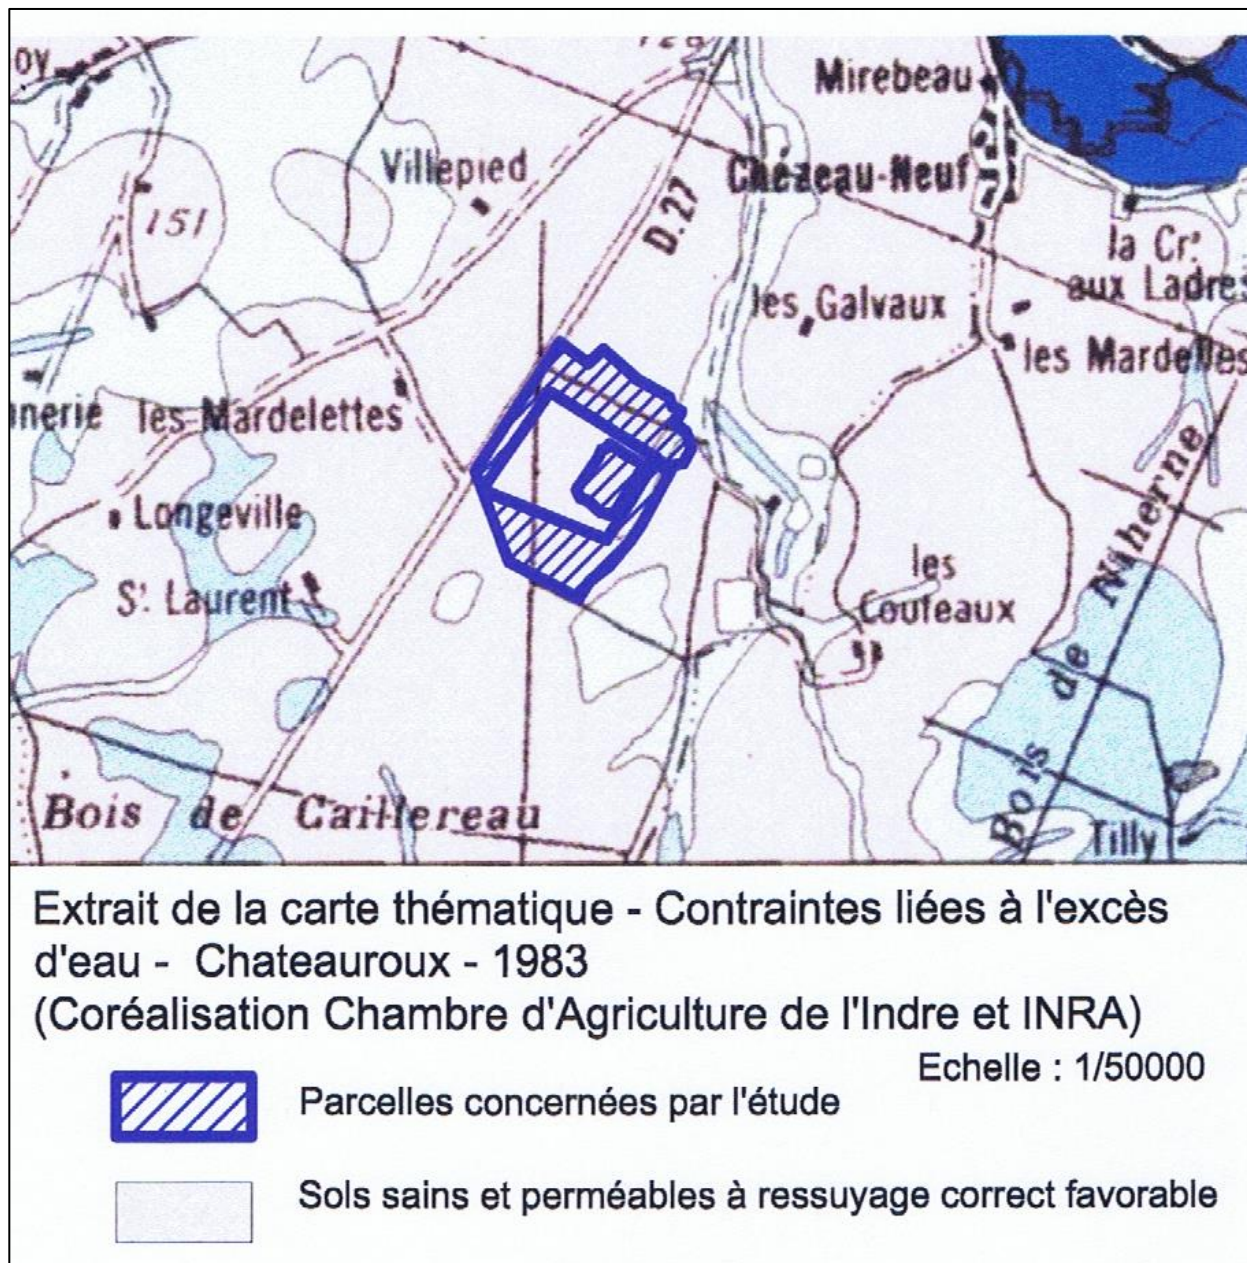 oy
128
Mirebeau
Villepied
Chézeau-Neuf
151
D.27
la Cr.
aux Ladres
les Galvaux
les Mardelles
nerie
les Mardelettes
Longeville
Bois de Niherne
les
Couteaux
St. Laurent
Bois de Caillereau
Tilly
Extrait de la carte thématique - Contraintes liées à l'excès
d'eau - Chateauroux - 1983
(Coréalisation Chambre d'Agriculture de l'Indre et INRA)
Echelle : 1/50000
Parcelles concernées par l'étude
Sols sains et perméables à ressuyage correct favorable